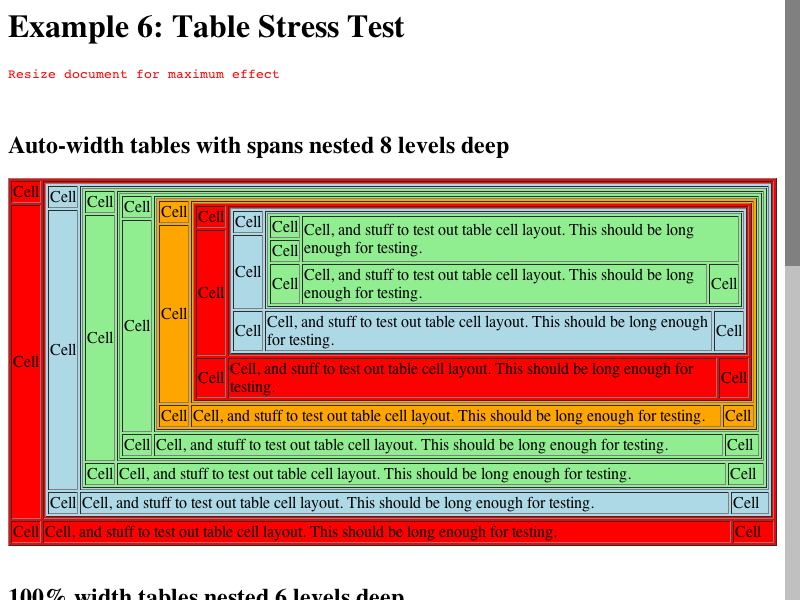 Example 6: Table Stress Test
Resize document for maximum effect
Auto-width tables with spans nested 8 levels deep
Cell
Cell
Cell
Cell
Cell
Cell
Cell
Cell
Cell, and stuff to test out table cell layout. This should be long
enough for testing.
Cell
Cell
Cell, and stuff to test out table cell layout. This should be long
enough for testing.
Cell
Cell
Cell
Cell, and stuff to test out table cell layout. This should be long enough
for testing.
Cell
Cell
Cell
Cell, and stuff to test out table cell layout. This should be long enough for
testing.
Cell
Cell
Cell
Cell, and stuff to test out table cell layout. This should be long enough for testing.
Cell
Cell
Cell
Cell, and stuff to test out table cell layout. This should be long enough for testing.
Cell
Cell
Cell
Cell, and stuff to test out table cell layout. This should be long enough for testing.
Cell
Cell
Cell
Cell, and stuff to test out table cell layout. This should be long enough for testing.
Cell
Cell
Cell
Cell, and stuff to test out table cell layout. This should be long enough for testing.
Cell
100% width tables nested 6 levels deep